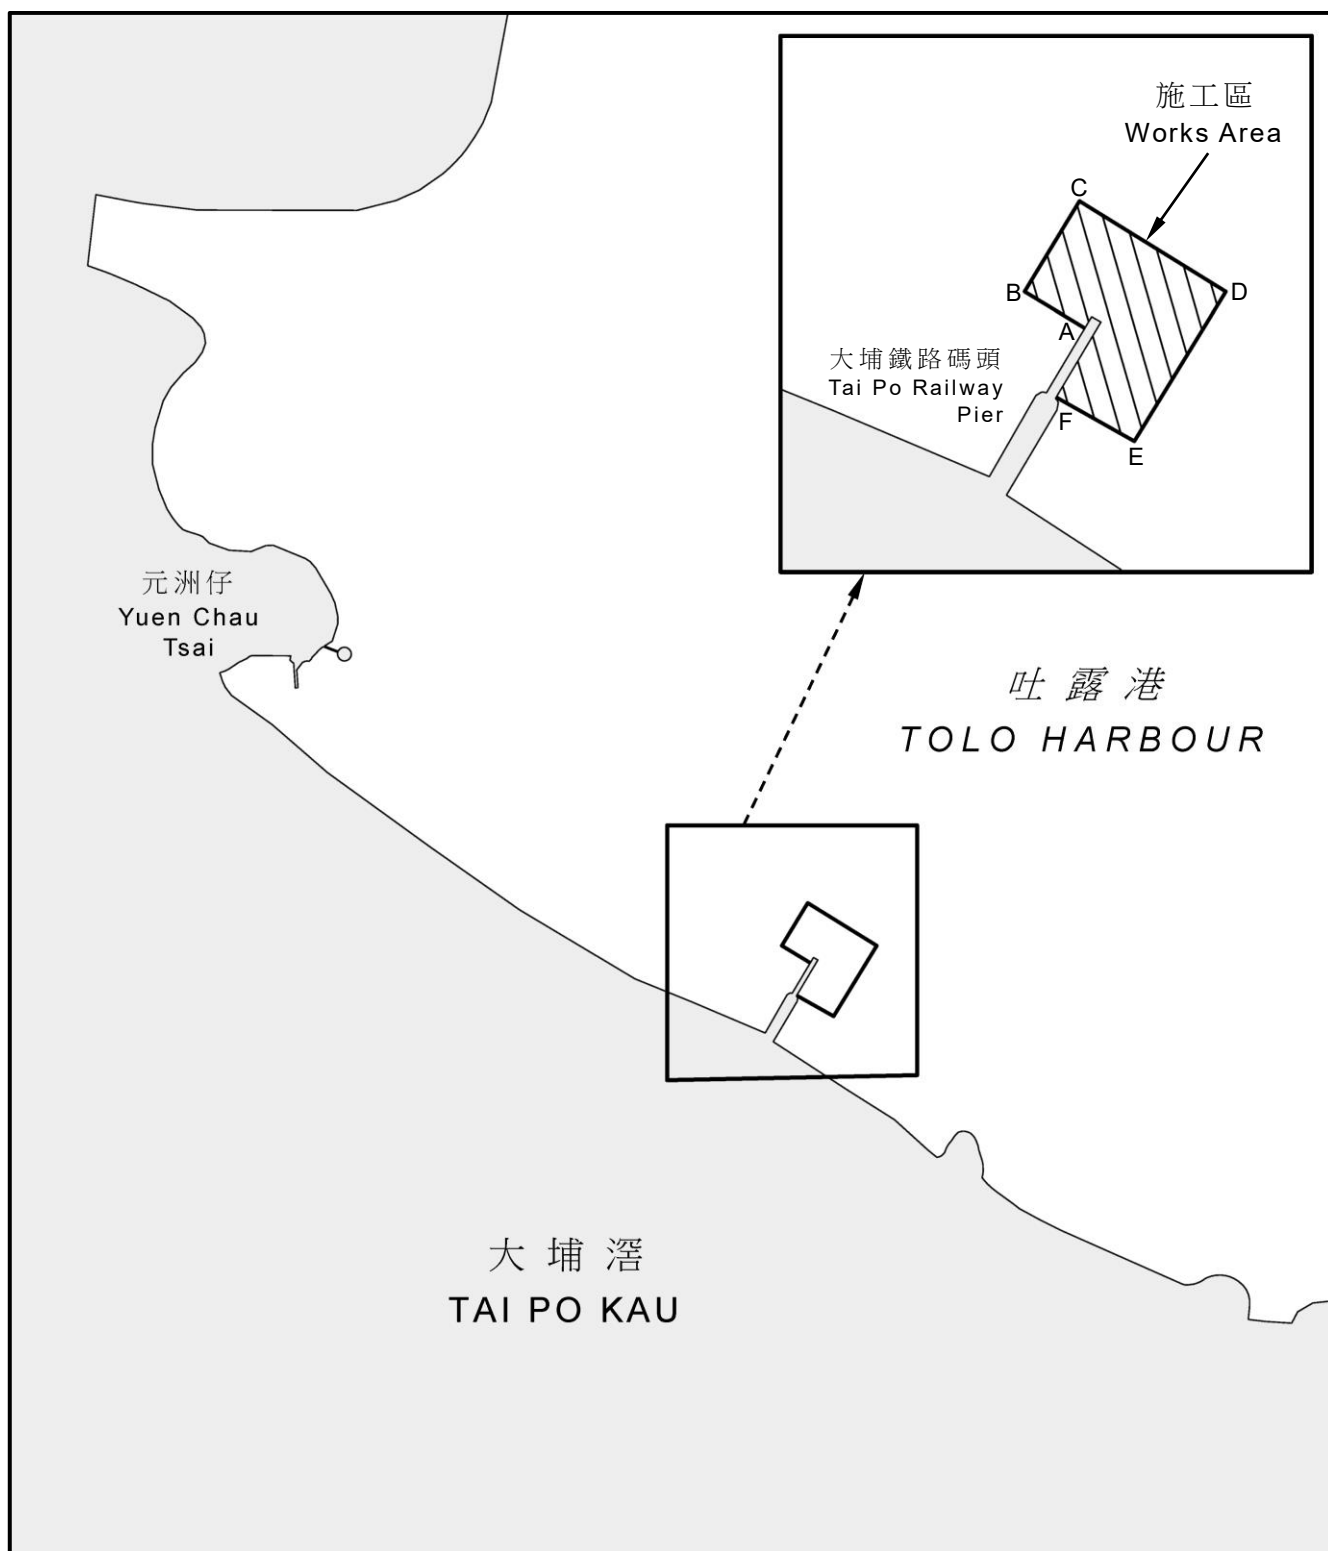 施工區
Works Area
C
B
D
A
大埔鐵路碼頭
Tai Po Railway
Pier
F
E
元洲仔
Yuen Chau
Tsai
吐露港
TOLO HARBOUR
大埔滘
TAI PO KAU